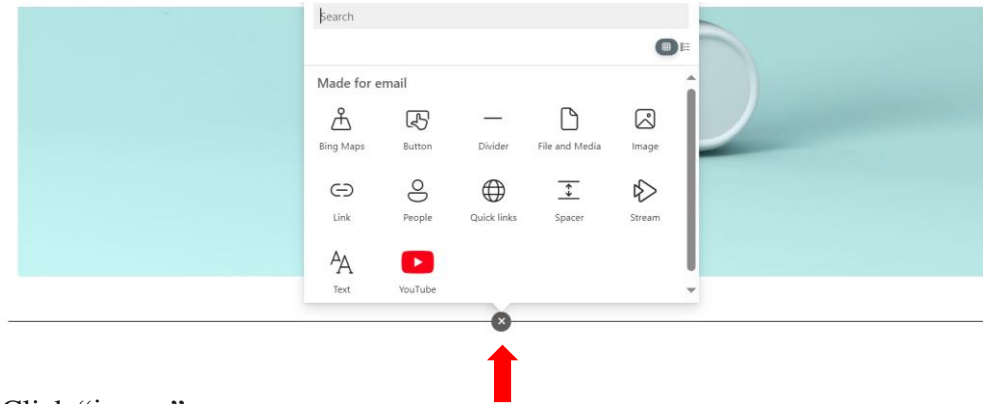 Search
Made for email
Bing Maps Button Divider File and Media Image
Link People Quick links Spacer Stream
Text YouTube